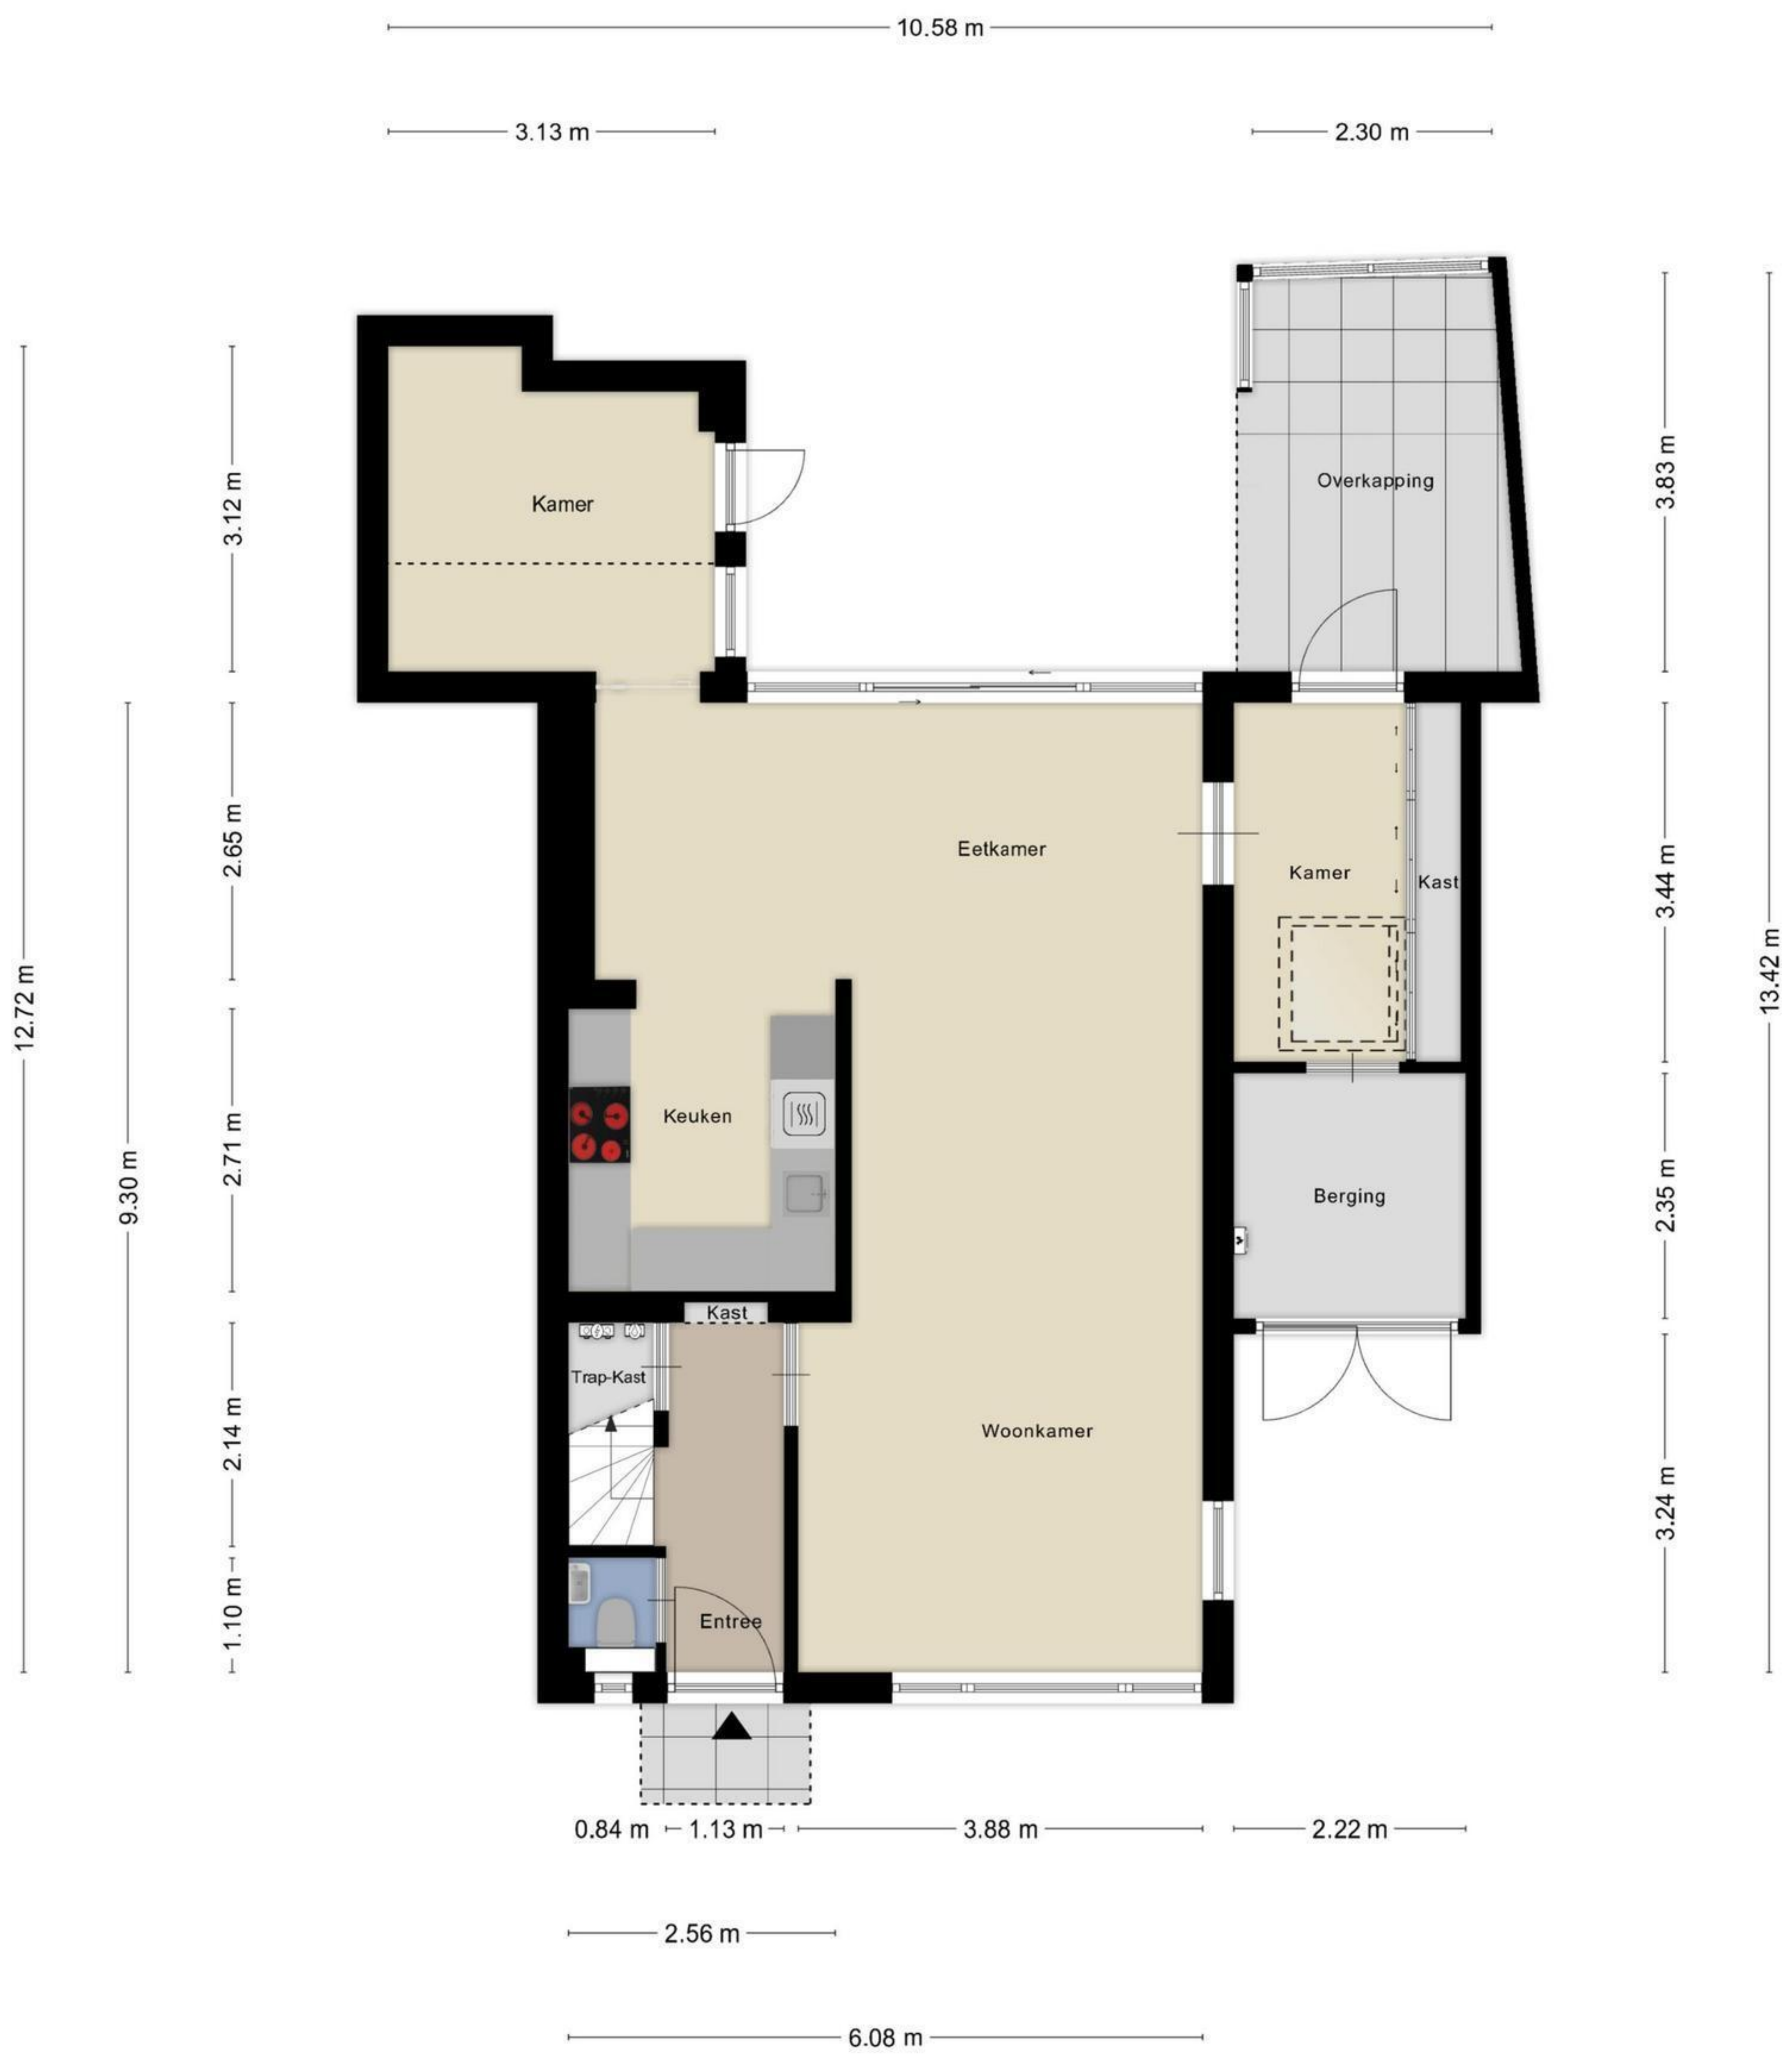 10.58 m
3.13 m
2.30 m
Kamer
Overkapping
3.12 m
3.83 m
Eetkamer
Kamer
Kast
2.65 m
3.44 m
12.72 m
13.42 m
Keuken
2.71 m
9.30 m
Berging
2.35 m
Kast
Trap-Kast
Woonkamer
2.14 m
3.24 m
Entree
1.10 m
0.84 m
1.13 m
3.88 m
2.22 m
2.56 m
6.08 m